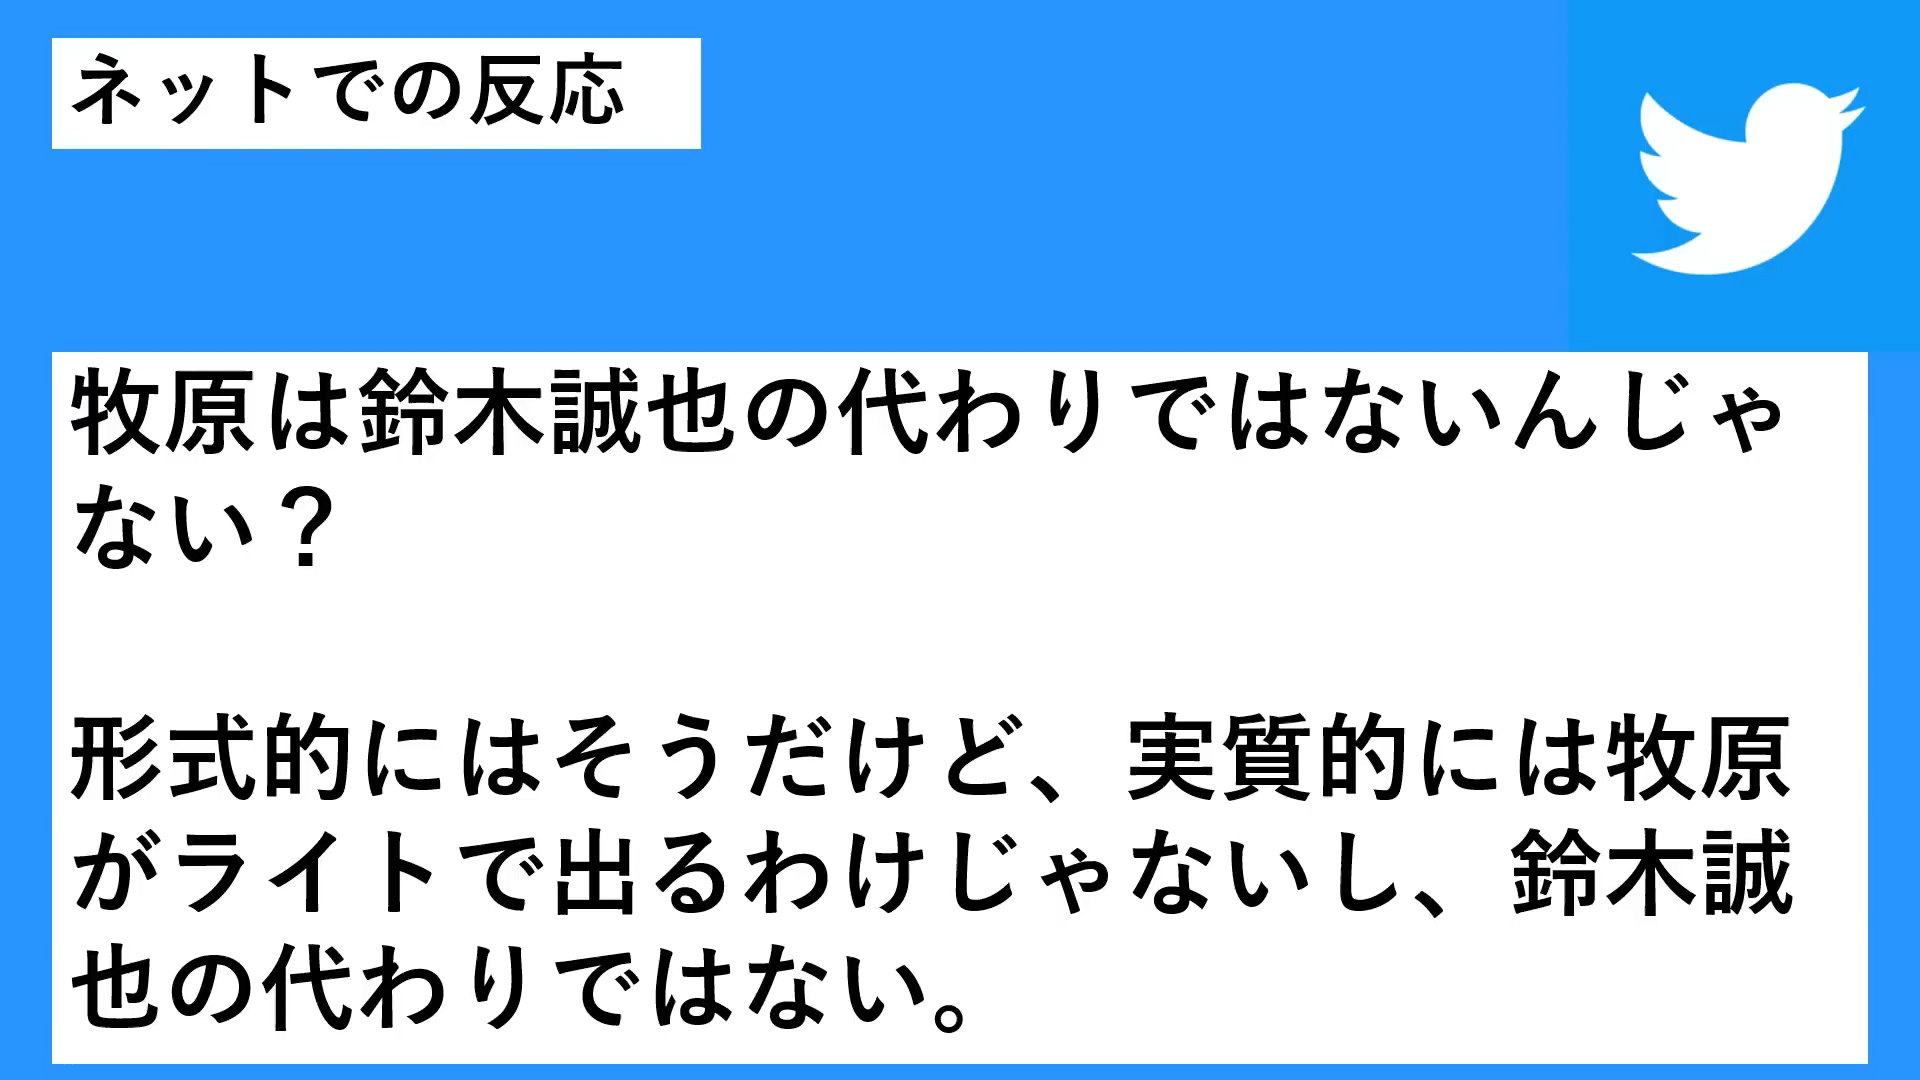 ネットでの反応
牧原は鈴木誠也の代わりではないんじゃ
ない？
形式的にはそうだけど、実質的には牧原
がライトで出るわけじゃないし、鈴木誠
也の代わりではない。